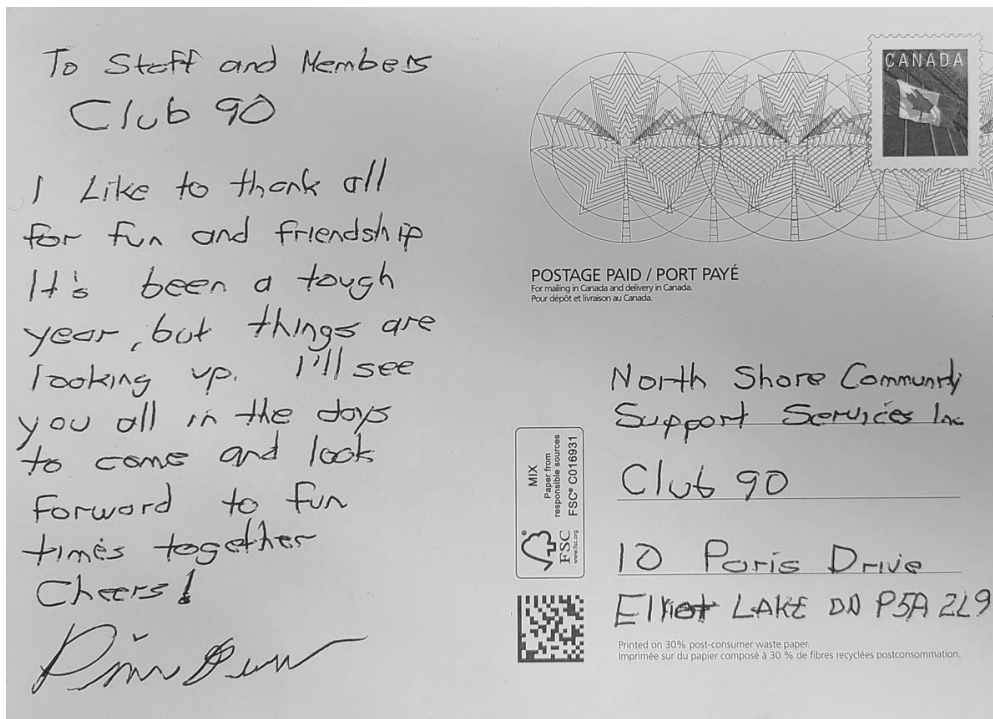 To Staff and Members
Club 90
I Like to thank all
for fun and friendship
It's been a tough
year, but things are
looking up. I'll see
you all in the days
to come and look
forward to fun
times together
Cheers!
CANADA
POSTAGE PAID / PORT PAYÉ
For mailing in Canada and delivery in Canada.
Pour dépôt et livraison au Canada.
North Shore Community
Support Services Inc
Club 90
10 Paris Drive
Elliot LAKE ON P5A 2L9
MIX
Paper from
responsible sources
FSC® C016931
FSC
www.fsc.org
Printed on 30% post-consumer waste paper.
Imprimée sur du papier composé à 30 % de fibres recyclées postconsommation.